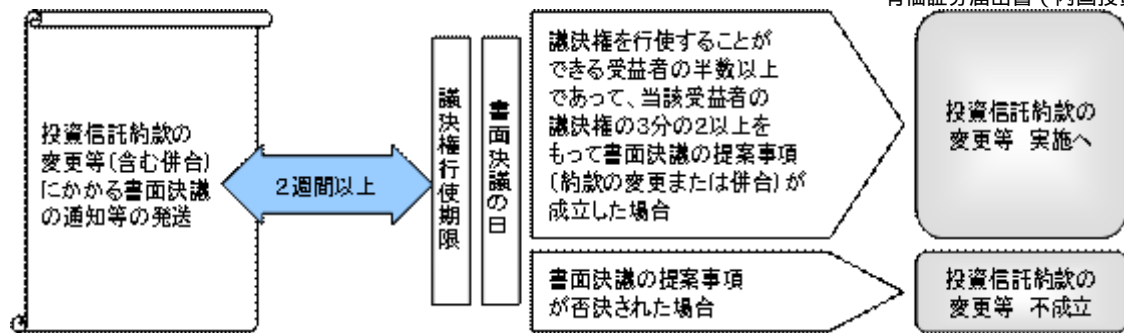 有価証券届出書（内国投資
投資信託約款の
変更等(含む併合)
にかかる書面決議
の通知等の発送
2週間以上
議決権行使期限
書面決議の日
議決権を行使することが
できる受益者の半数以上
であって、当該受益者の
議決権の3分の2以上を
もって書面決議の提案事項
(約款の変更または併合)が
成立した場合
投資信託約款の
変更等 実施へ
書面決議の提案事項
が否決された場合
投資信託約款の
変更等 不成立